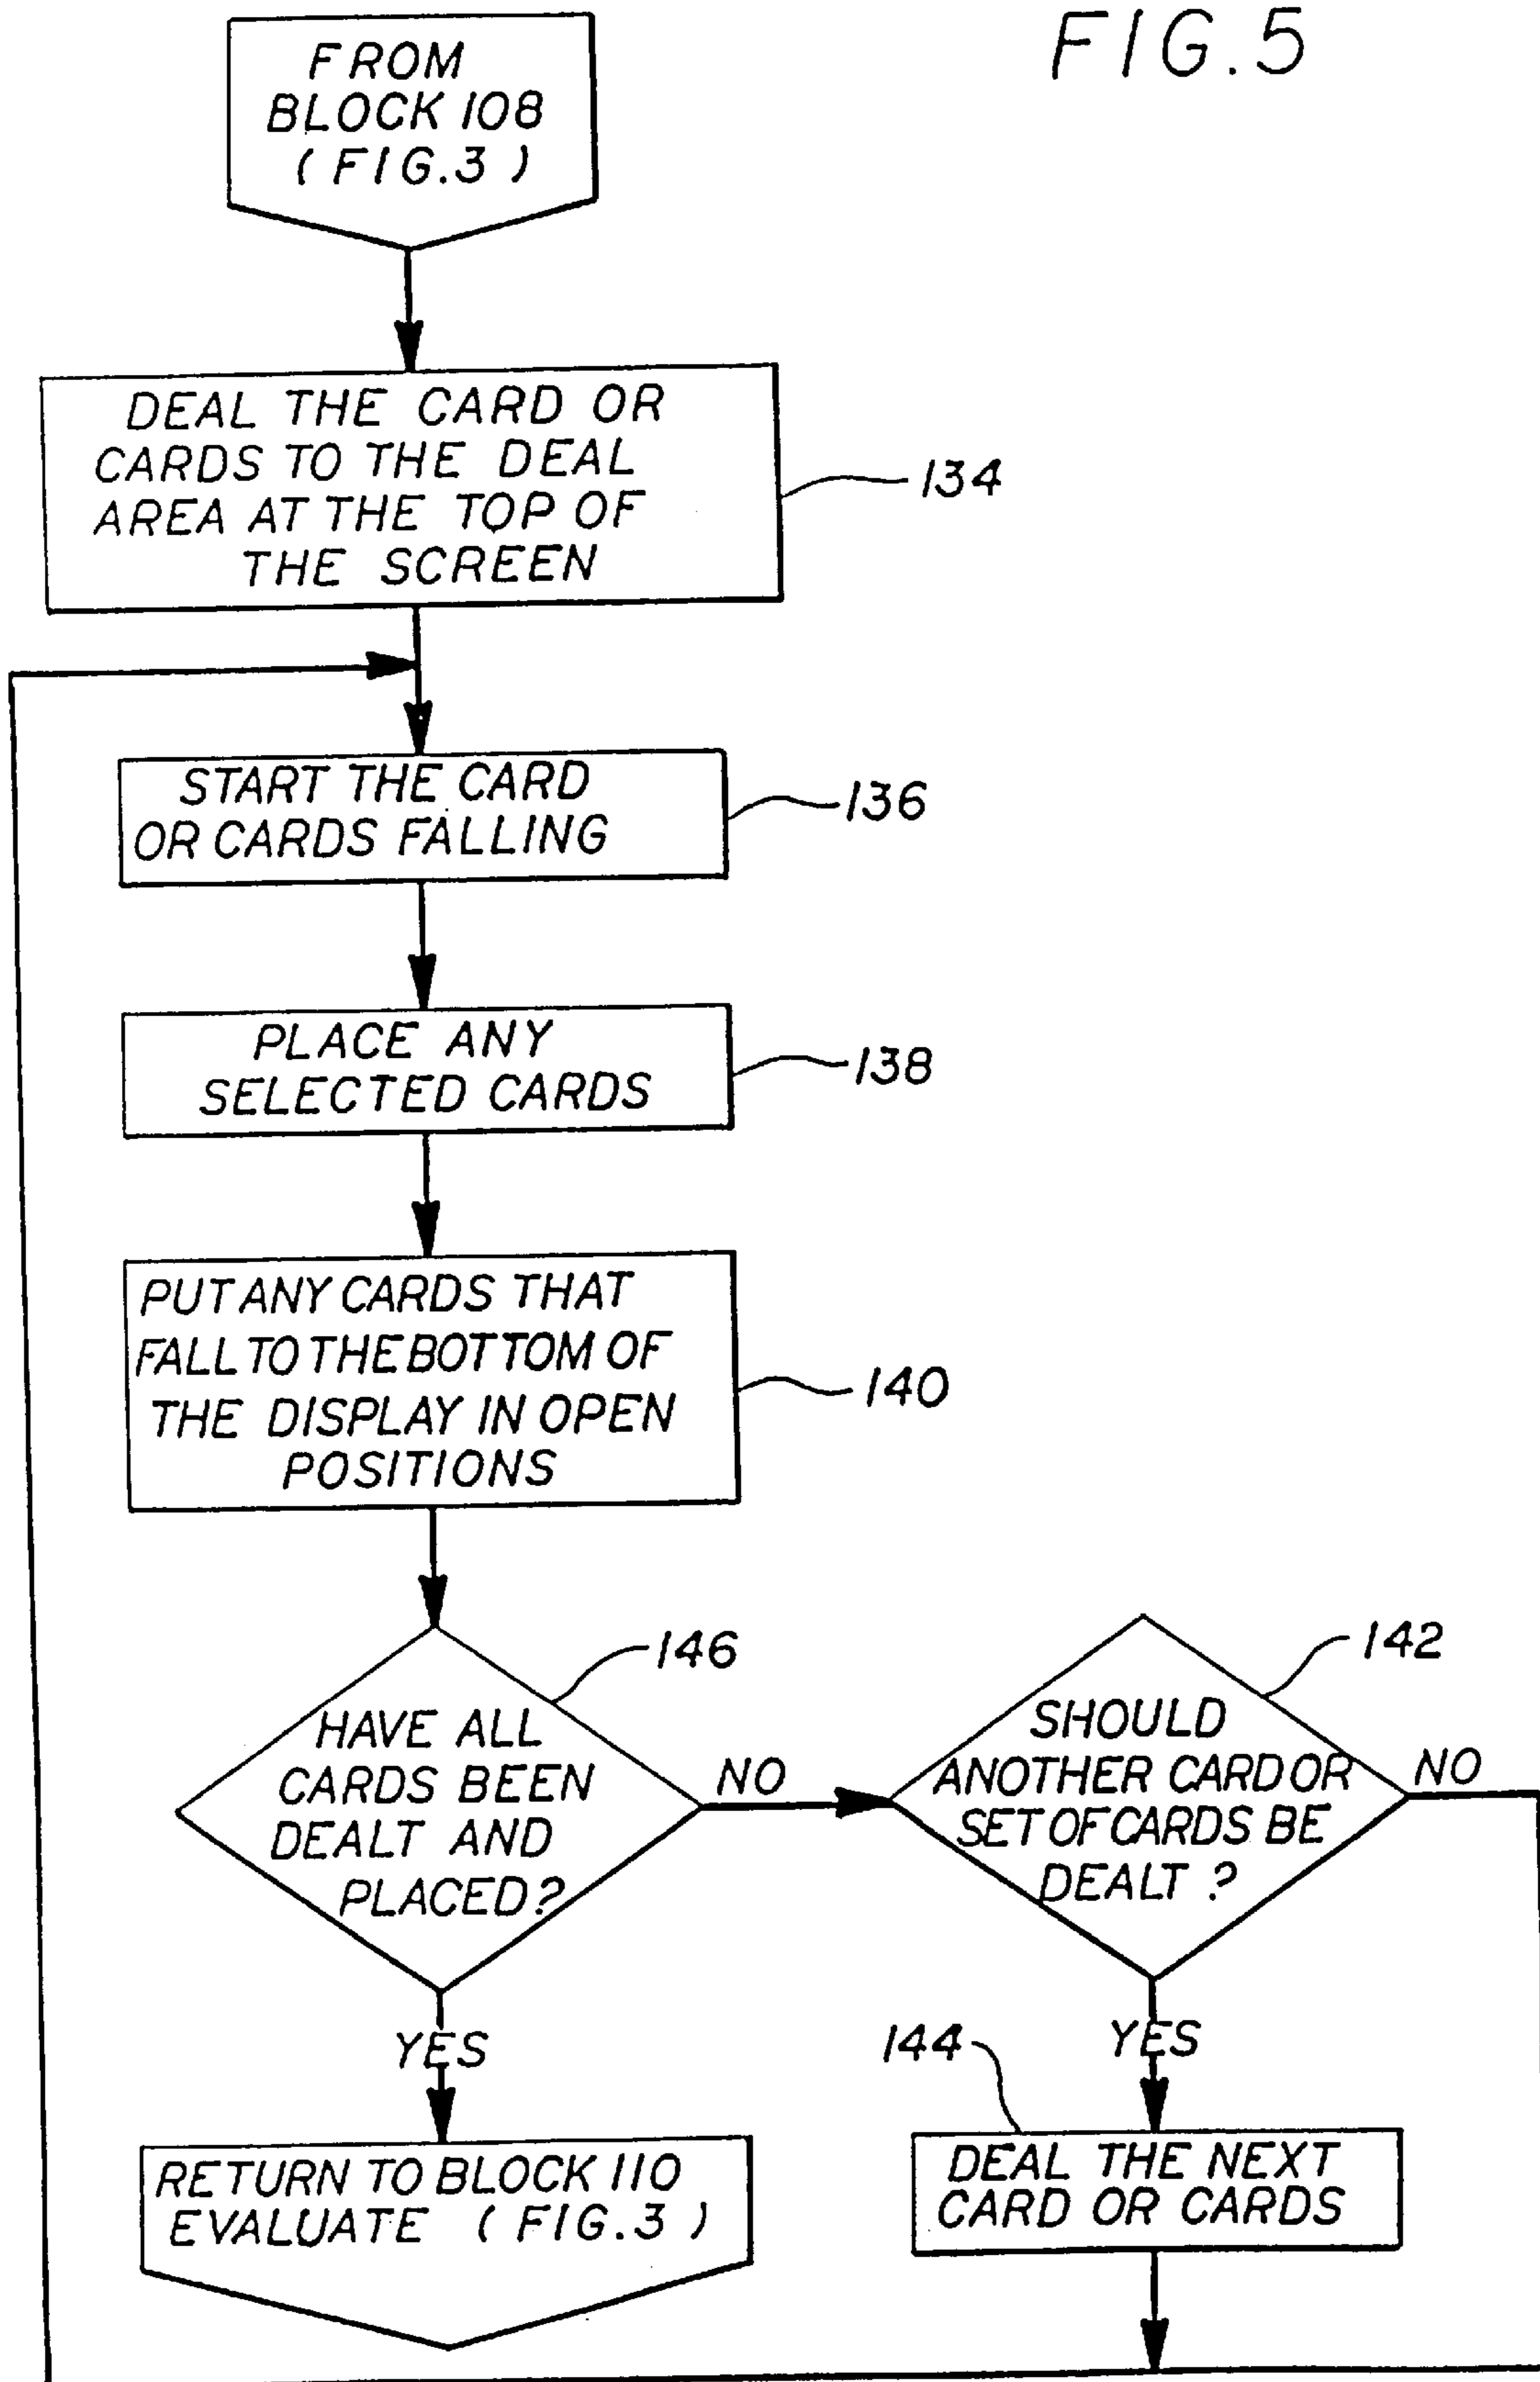 FIG.5
FROM
BLOCK 108
( FIG.3 )
DEAL THE CARD OR
CARDS TO THE DEAL
AREA AT THE TOP OF
THE SCREEN
134
START THE CARD
OR CARDS FALLING
136
PLACE ANY
SELECTED CARDS
138
PUT ANY CARDS THAT
FALL TO THE BOTTOM OF
THE DISPLAY IN OPEN
POSITIONS
140
146
HAVE ALL
CARDS BEEN
DEALT AND
PLACED?
NO
142
SHOULD
ANOTHER CARD OR
SET OF CARDS BE
DEALT ?
NO
YES
RETURN TO BLOCK 110
EVALUATE ( FIG.3 )
144
YES
DEAL THE NEXT
CARD OR CARDS